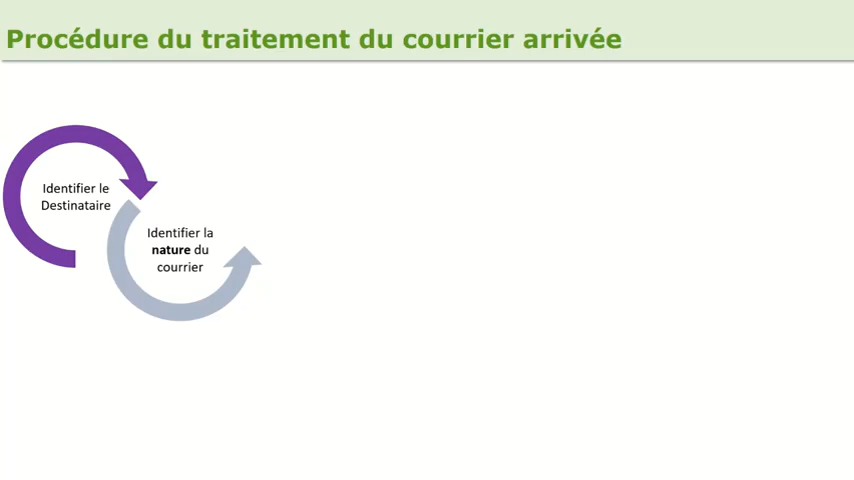 Procédure du traitement du courrier arrivée
Identifier le
Destinataire
Identifier la
nature du
courrier